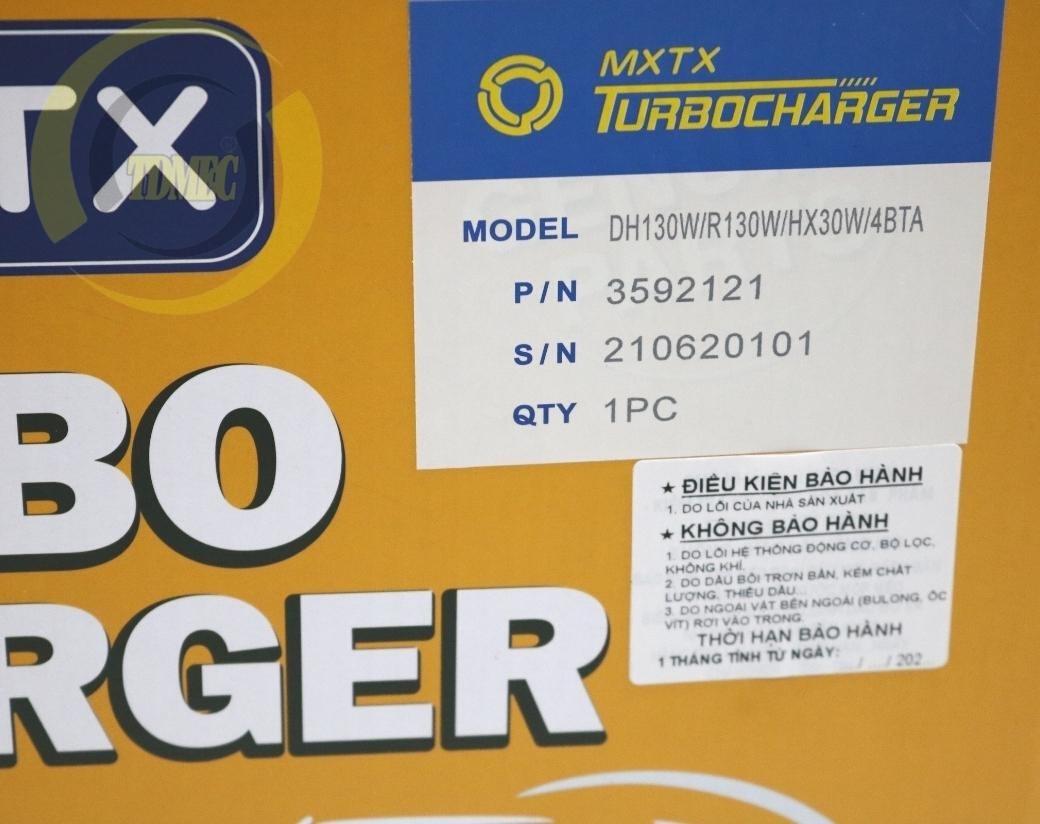 TX
TDMEC
®
MXTX
TURBOCHARGER
MODEL DH130W/R130W/HX30W/4BTA
P/N 3592121
S/N 210620101
QTY 1PC
BO
RGER
★ ĐIỀU KIỆN BẢO HÀNH
1. DO LỖI CỦA NHÀ SẢN XUẤT
★ KHÔNG BẢO HÀNH
1. DO LỖI HỆ THỐNG ĐỘNG CƠ, BỘ LỌC,
KHÔNG KHÍ.
2. DO DẦU BÔI TRƠN BẨN, KÉM CHẤT
LƯỢNG, THIẾU DẦU...
3. DO NGOẠI VẬT BÊN NGOÀI (BULONG, ỐC
VÍT) RƠI VÀO TRONG.
THỜI HẠN BẢO HÀNH
1 THÁNG TÍNH TỪ NGÀY: .../ .../ 202...